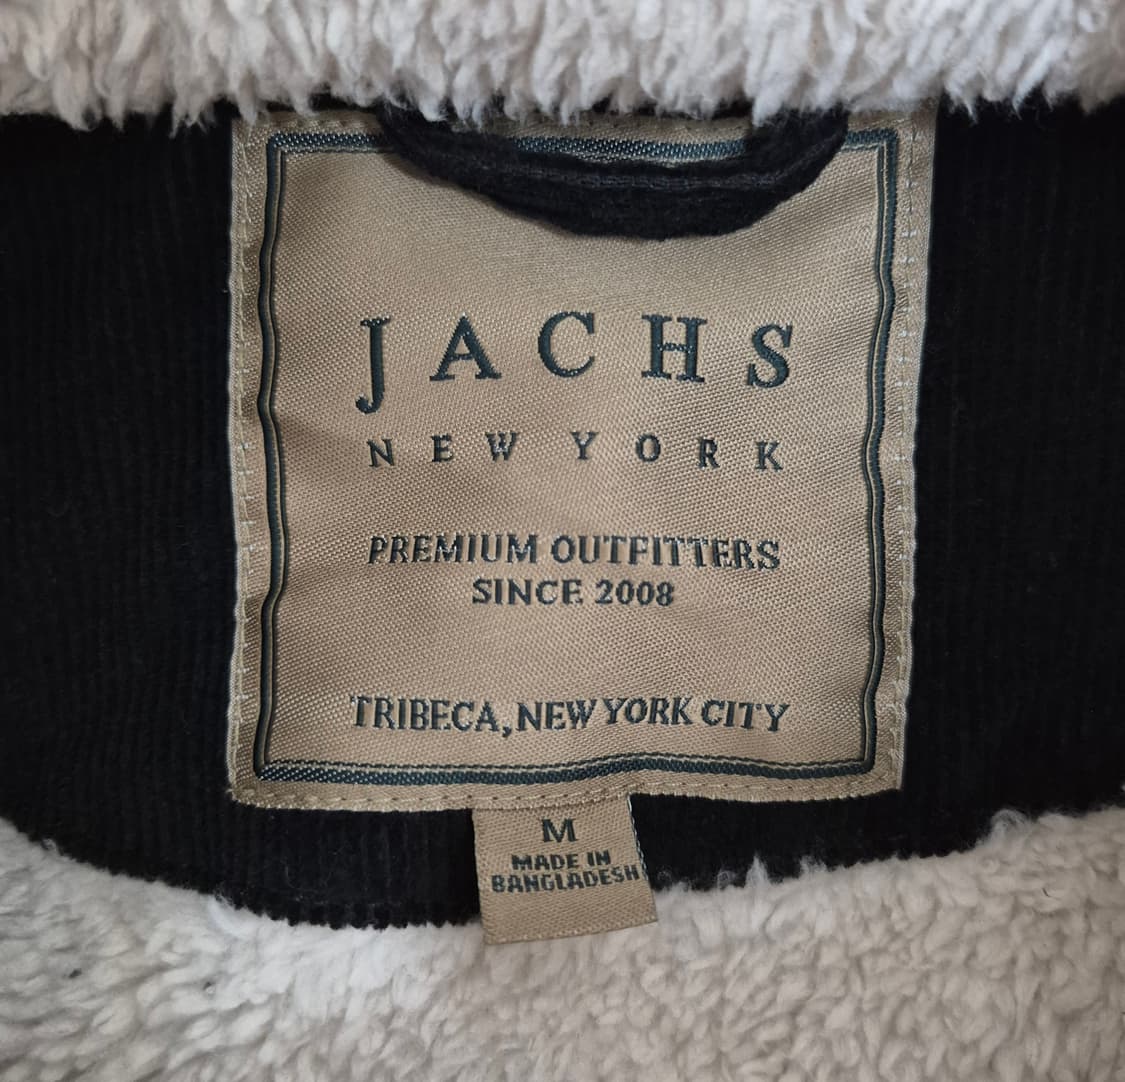 JACHS
NEW YORK
PREMIUM OUTFITTERS
SINCE 2008
TRIBECA, NEW YORK CITY
M
MADE IN
BANGLADESH